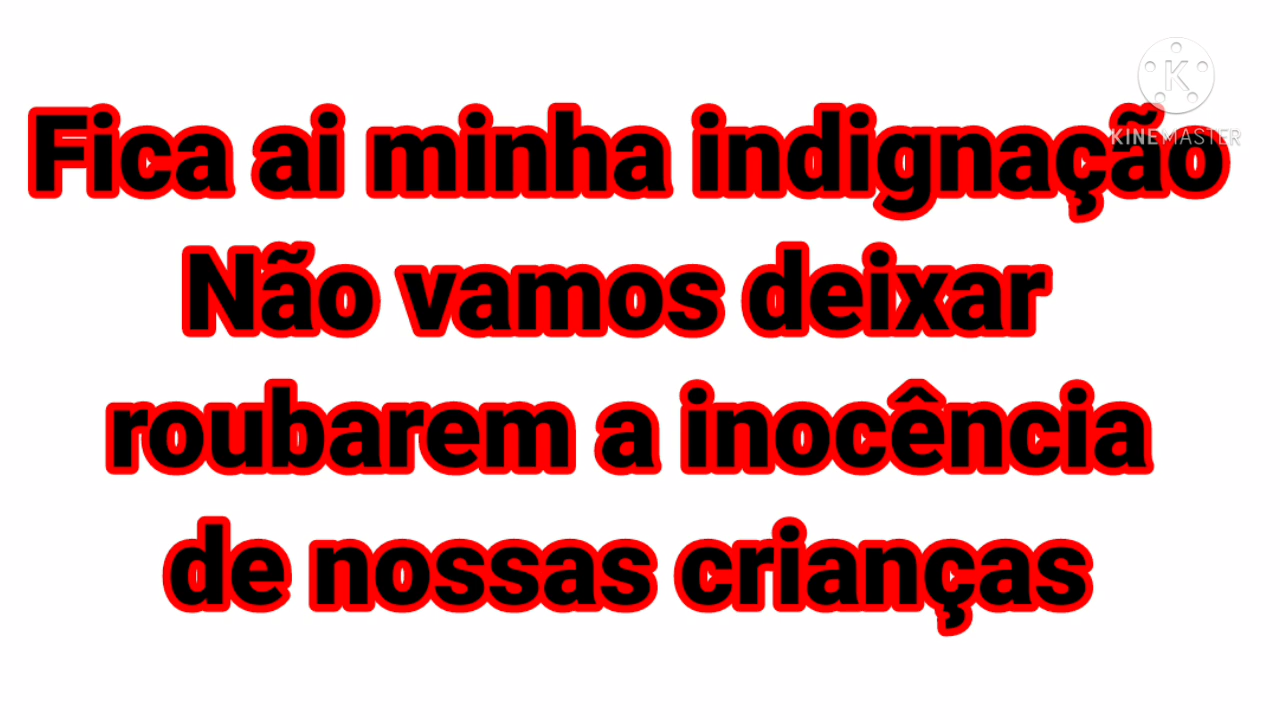 K
KINEMASTER
Fica ai minha indignação
Não vamos deixar
roubarem a inocência
de nossas crianças